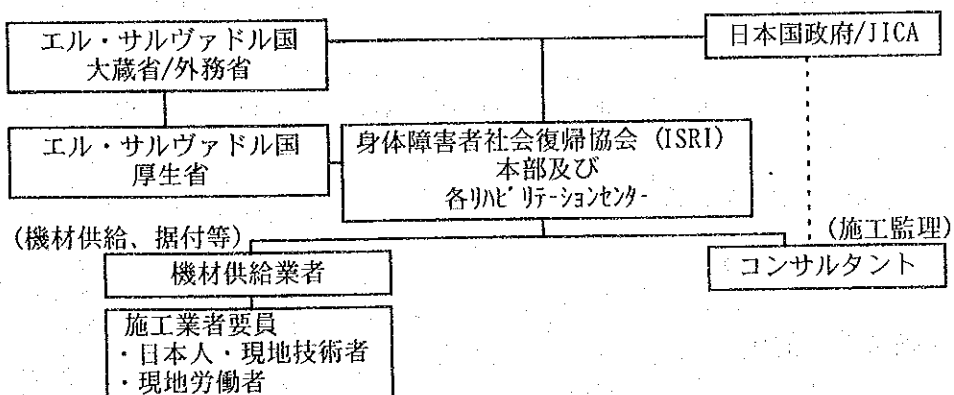 エル・サルヴァドル国
大蔵省/外務省
日本国政府/JICA
エル・サルヴァドル国
厚生省
身体障害者社会復帰協会 (ISRI)
本部及び
各リハビリテーションセンター
(機材供給、据付等)
(施工監理)
機材供給業者
コンサルタント
施工業者要員
・日本人・現地技術者
・現地労働者